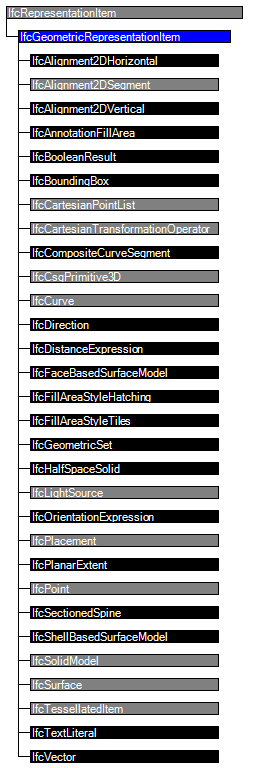 IfcRepresentationItem
IfcGeometricRepresentationItem
IfcAlignment2DHorizontal
IfcAlignment2DSegment
IfcAlignment2DVertical
IfcAnnotationFillArea
IfcBooleanResult
IfcBoundingBox
IfcCartesianPointList
IfcCartesianTransformationOperator
IfcCompositeCurveSegment
IfcCsgPrimitive3D
IfcCurve
IfcDirection
IfcDistanceExpression
IfcFaceBasedSurfaceModel
IfcFillAreaStyleHatching
IfcFillAreaStyleTiles
IfcGeometricSet
IfcHalfSpaceSolid
IfcLightSource
IfcOrientationExpression
IfcPlacement
IfcPlanarExtent
IfcPoint
IfcSectionedSpine
IfcShellBasedSurfaceModel
IfcSolidModel
IfcSurface
IfcTessellatedItem
IfcTextLiteral
IfcVector